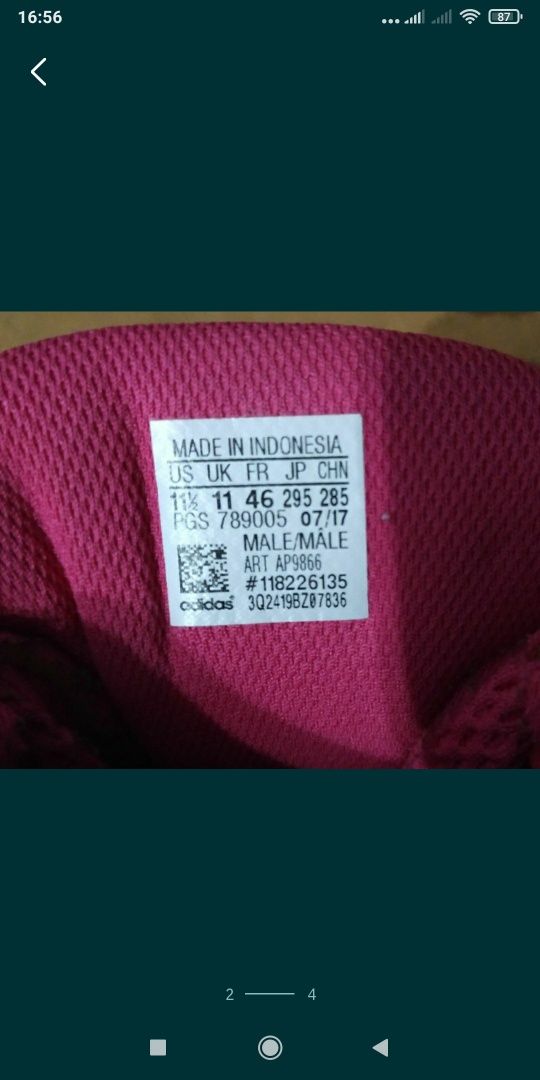 16:56
87
MADE IN INDONESIA
US UK FR JP CHN
11½ 11 46 295 285
PGS 789005 07/17
MALE/MÂLE
ART AP9866
#118226135
adidas 3Q2419BZ07836
2 4